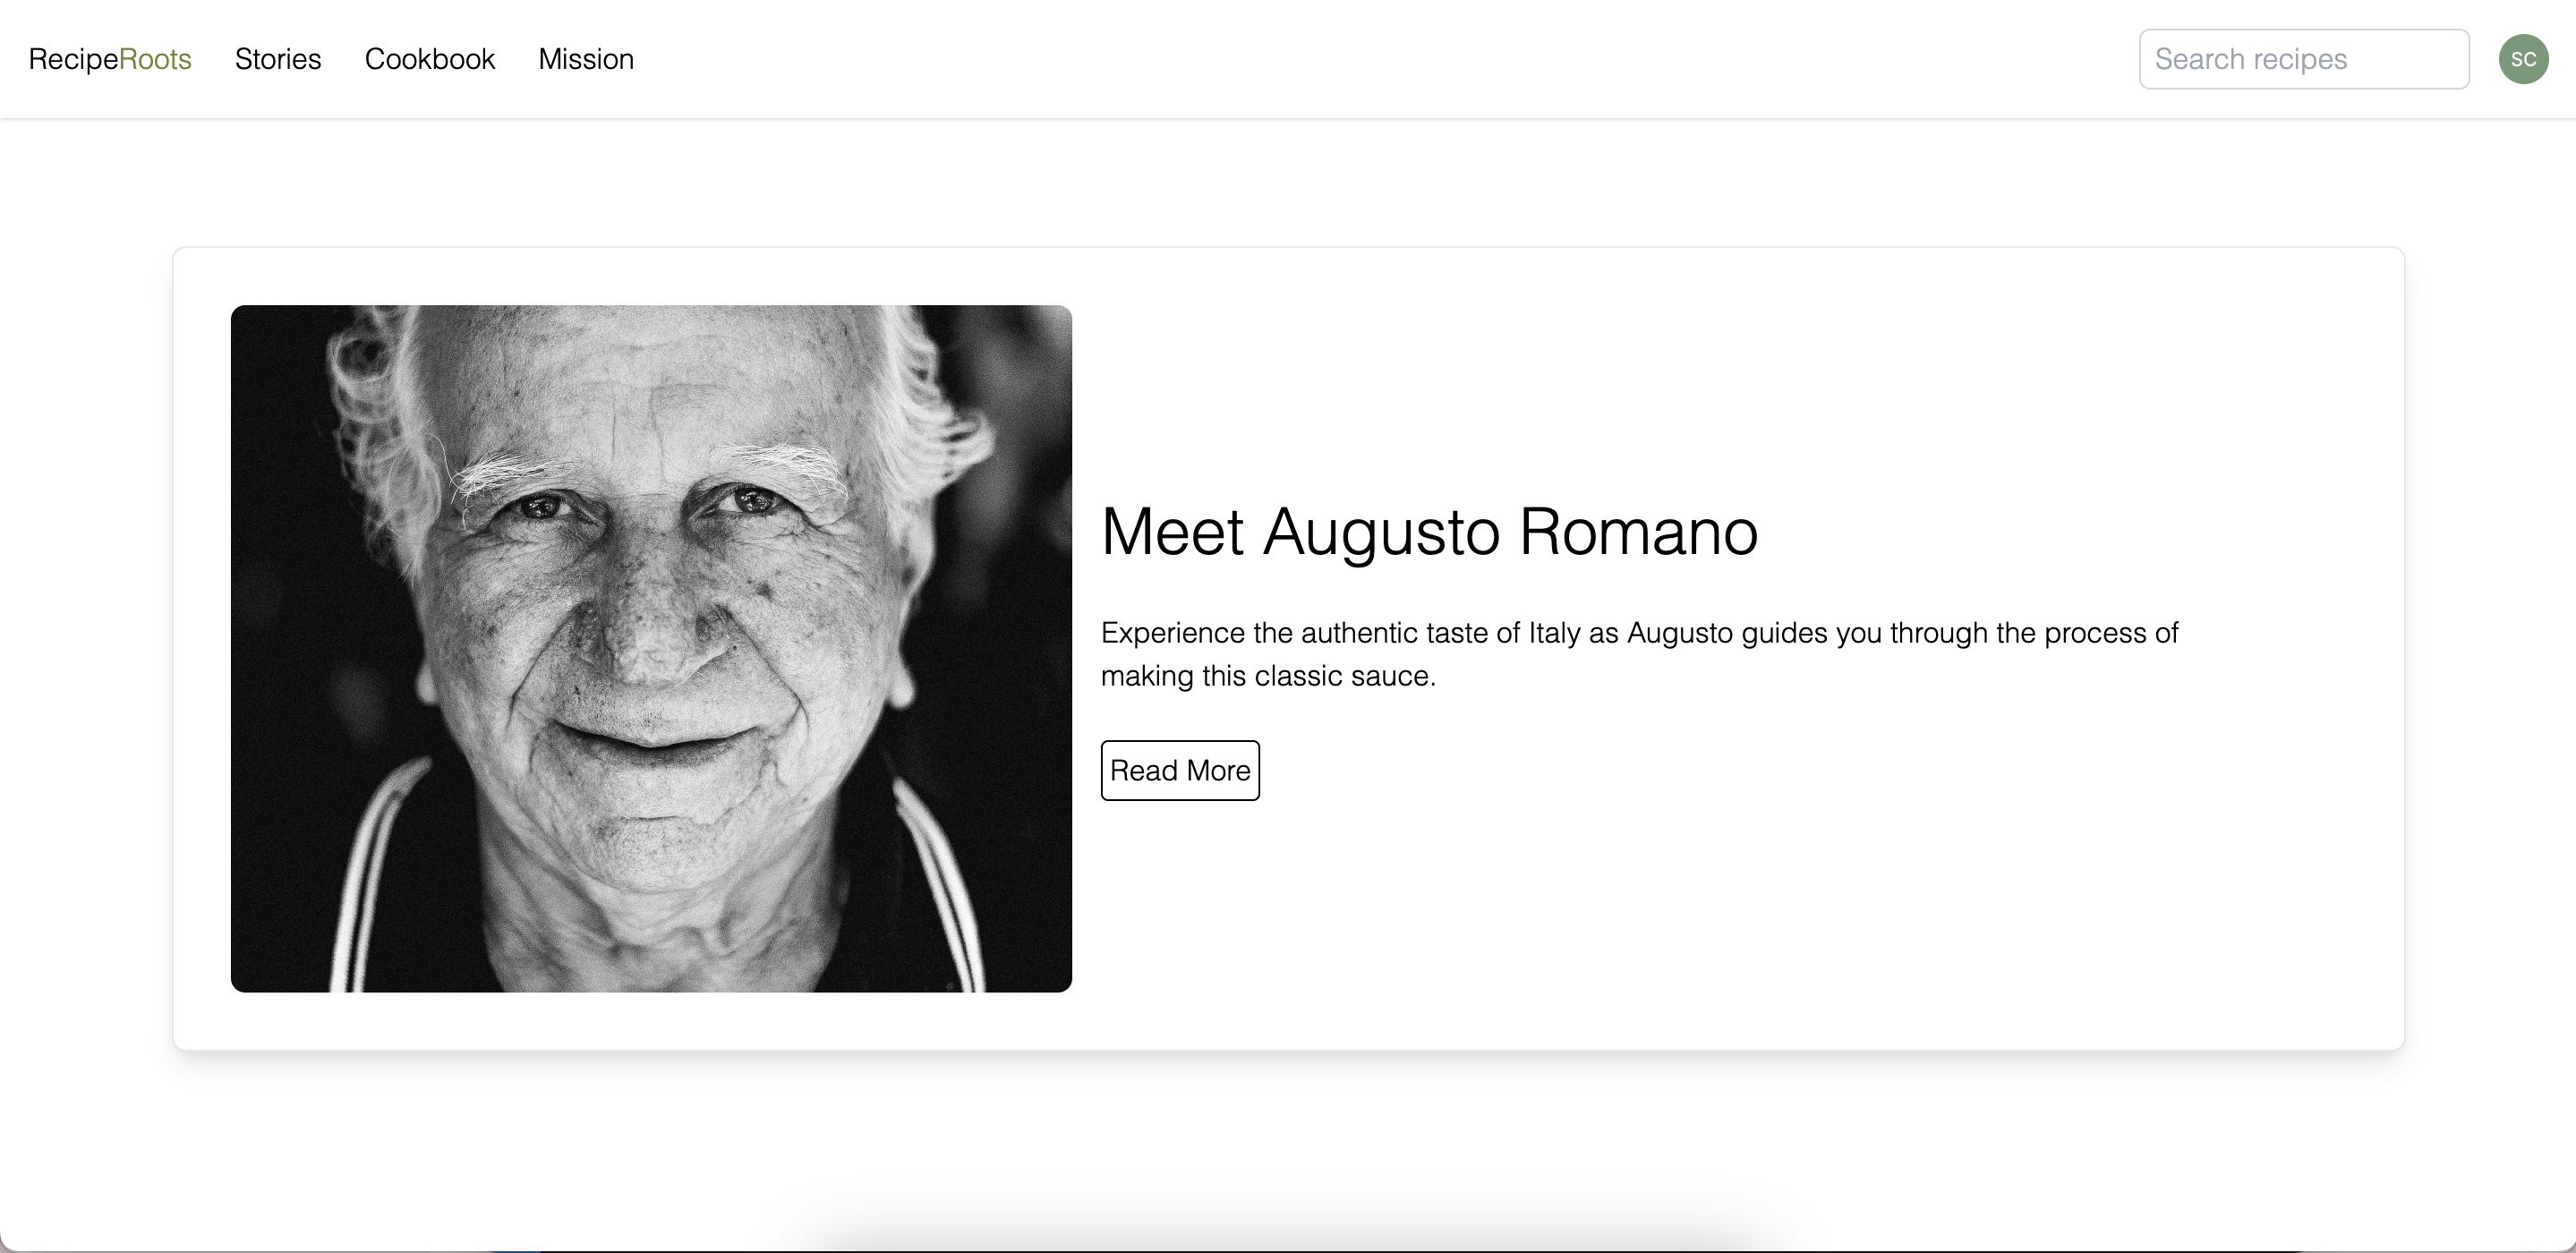 RecipeRoots Stories Cookbook Mission Search recipes SC
Meet Augusto Romano
Experience the authentic taste of Italy as Augusto guides you through the process of
making this classic sauce.
Read More